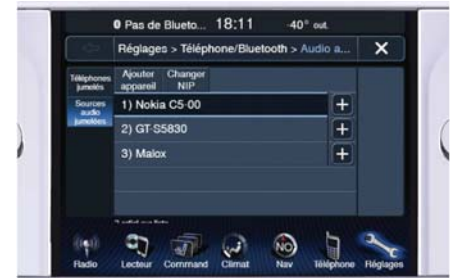 Pas de Blueto... 18:11 -40° out.
Réglages > Téléphone/Bluetooth > Audio a... X
Téléphones jumelés
Ajouter appareil
Changer NIP
Sources audio jumelées
1) Nokia C5-00 +
2) GT-S5830 +
3) Malox
Radio Lecteur Command Climat Nav Téléphone Réglages
NO